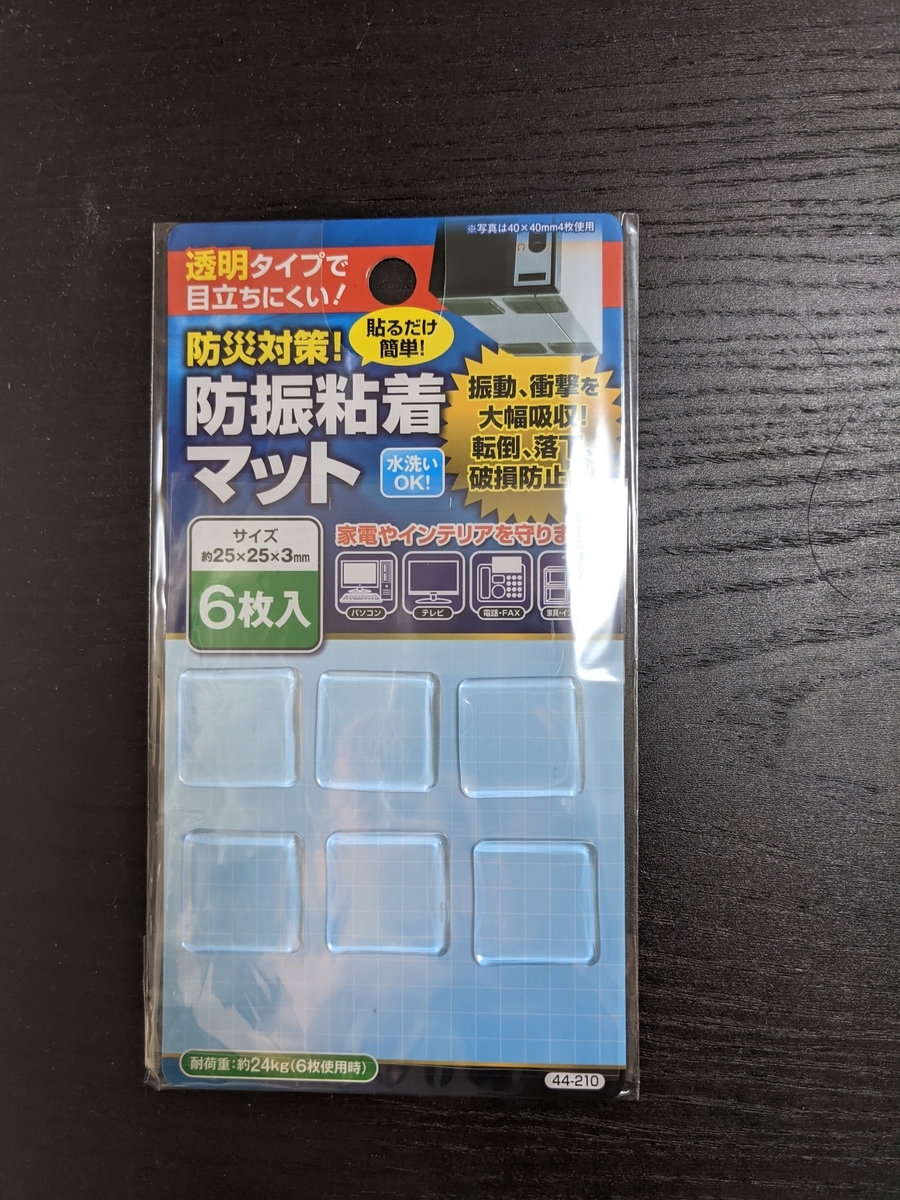 ※写真は40×40mm4枚使用
透明タイプで
目立ちにくい!
貼るだけ
簡単!
防災対策!
防振粘着
マット
水洗い
OK!
振動、衝撃を
大幅吸収!
転倒、落下
破損防止
サイズ
約25×25×3mm
6枚入
家電やインテリアを守りま
パソコン
テレビ
電話・FAX
家具・イン
耐荷重:約24kg(6枚使用時)
44-210